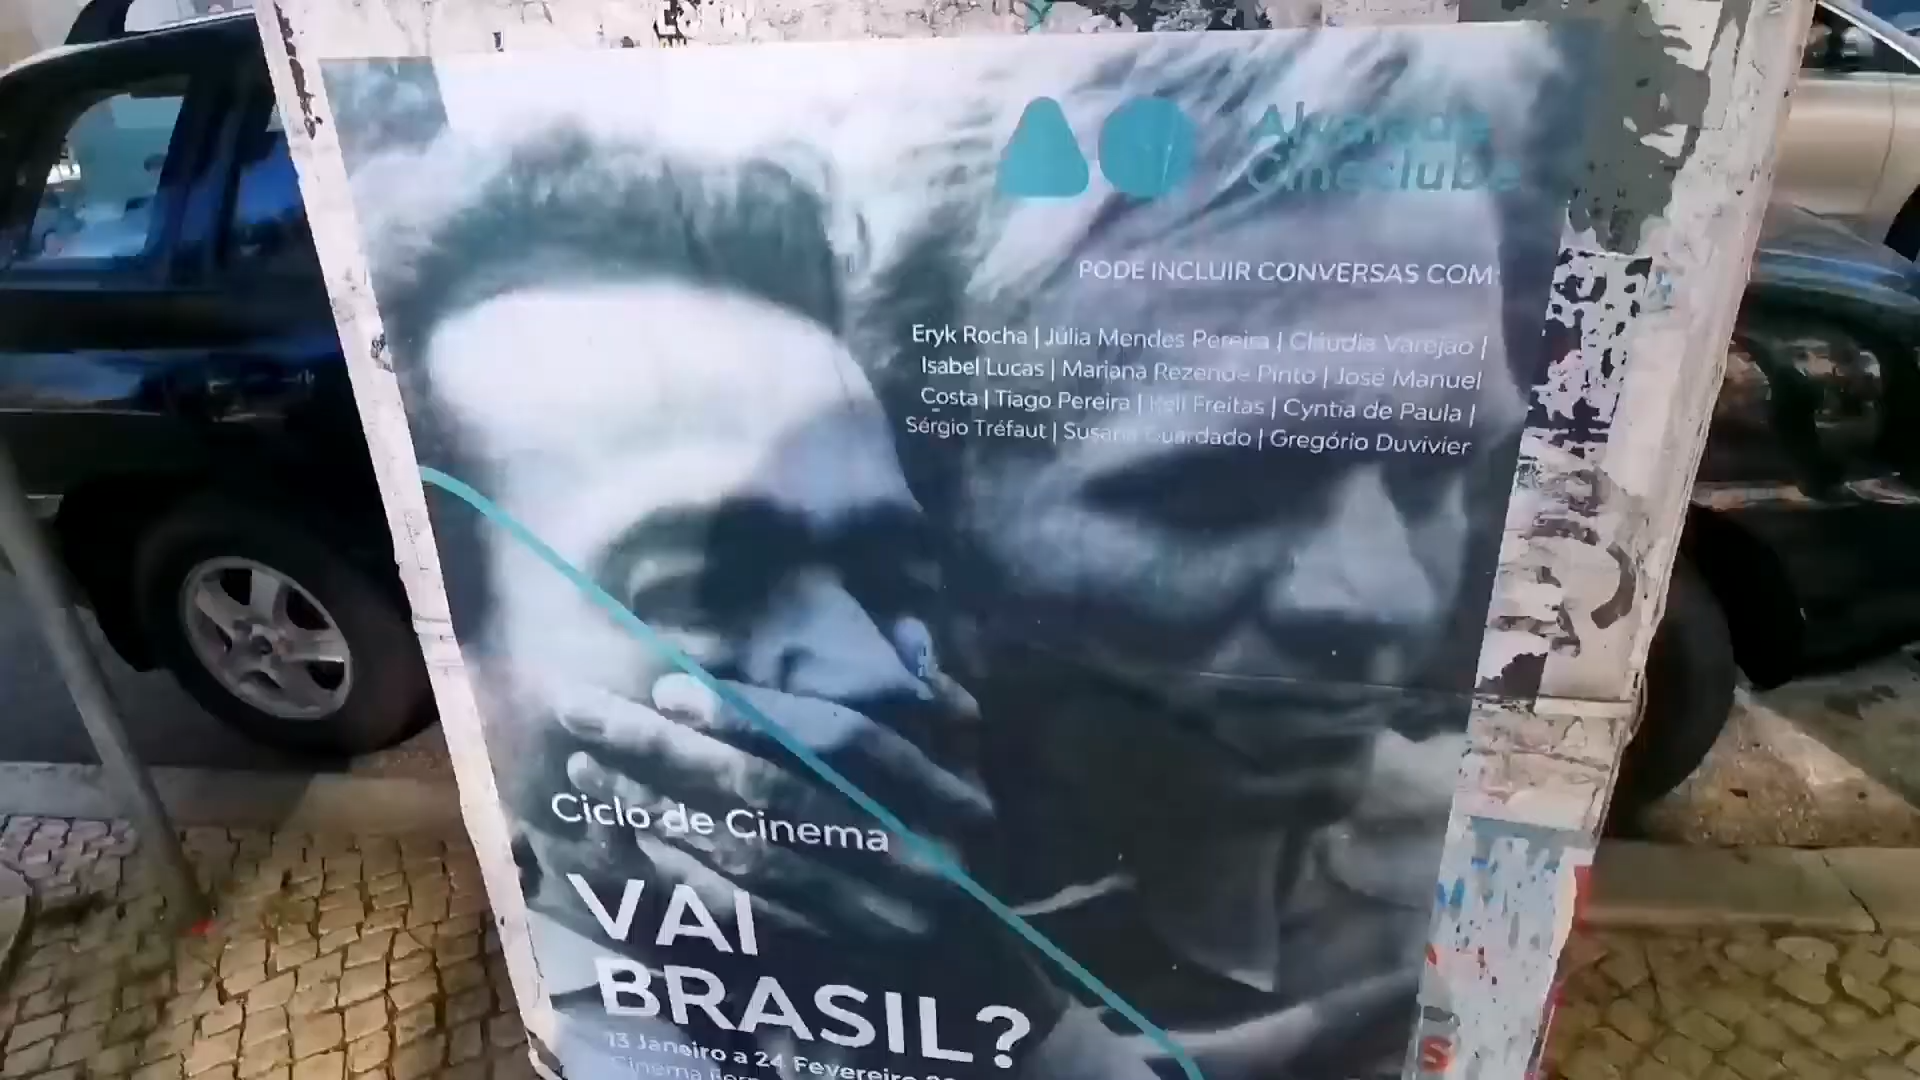 Alvalade
Cineclube
PODE INCLUIR CONVERSAS COM:
Eryk Rocha | Júlia Mendes Pereira | Cláudia Varejão |
Isabel Lucas | Mariana Rezende Pinto | José Manuel
Costa | Tiago Pereira | Keli Freitas | Cyntia de Paula |
Sérgio Tréfaut | Susana Guardado | Gregório Duvivier
Ciclo de Cinema
VAI
BRASIL?
13 Janeiro a 24 Fevereiro
Cinema